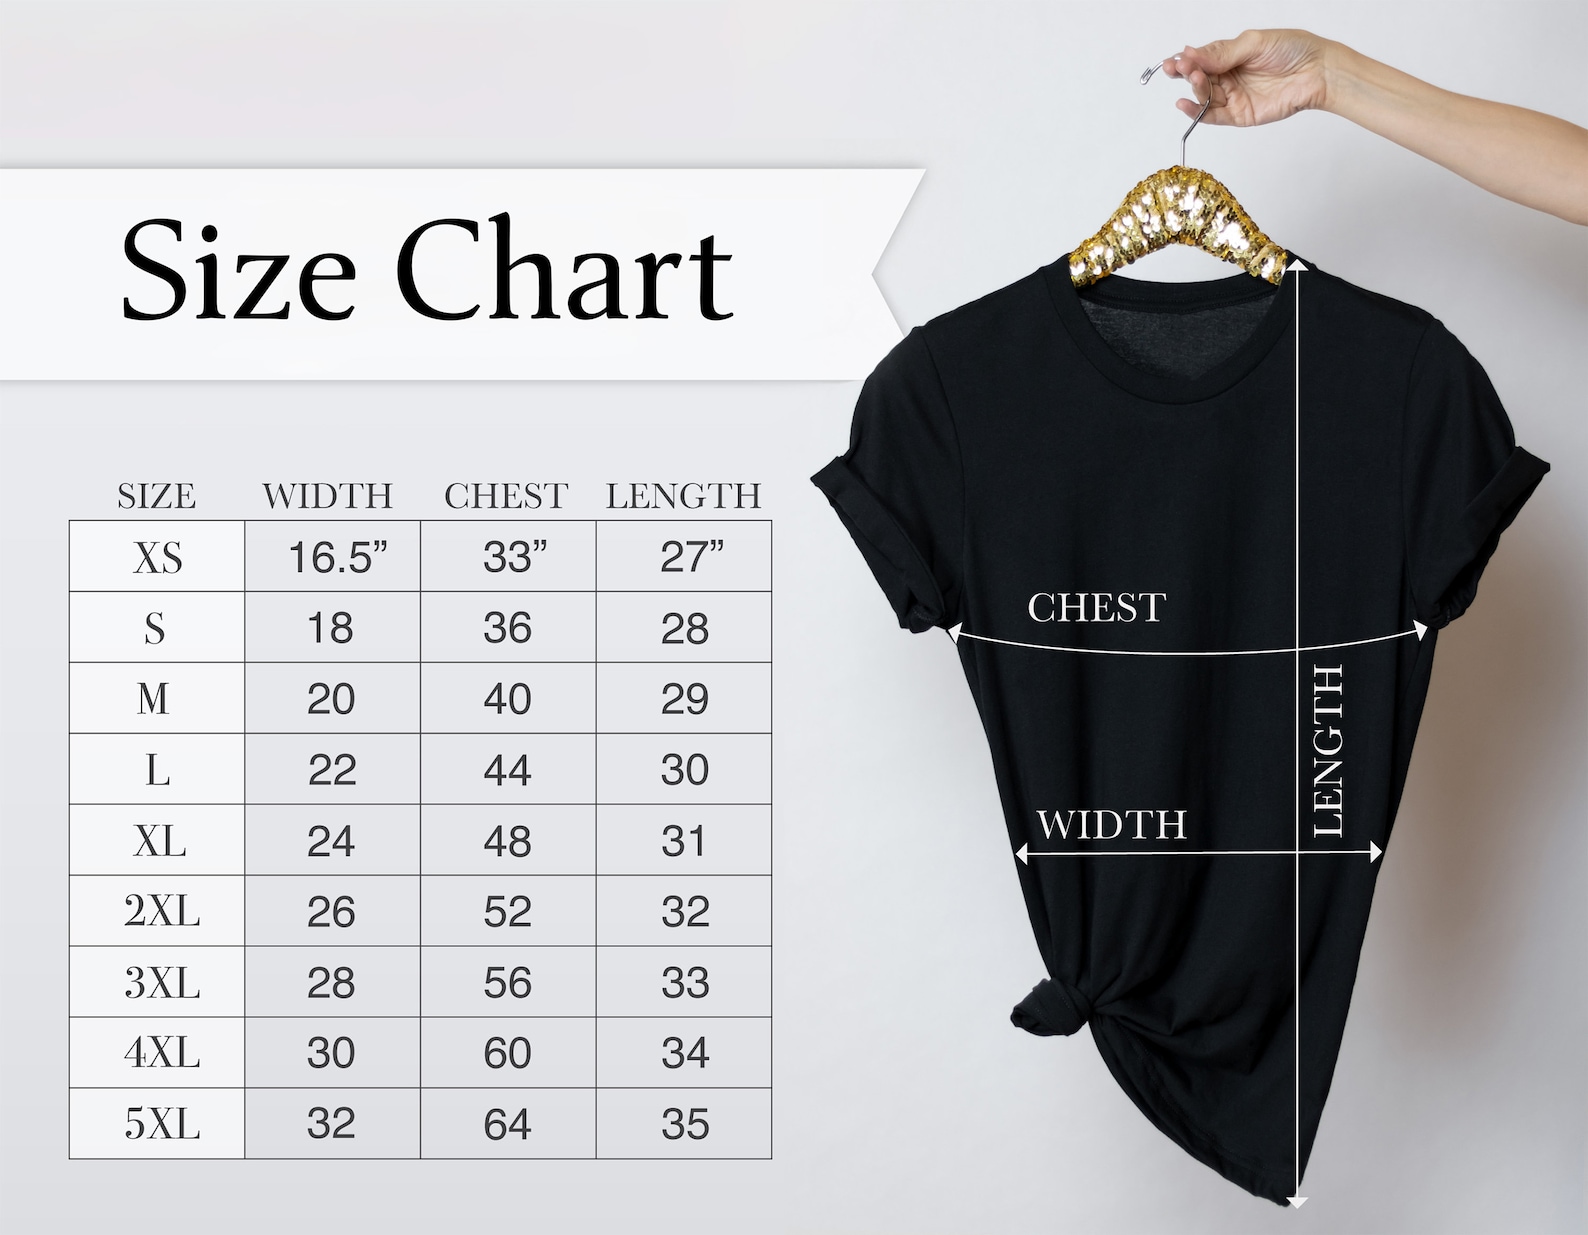 Size Chart
SIZE WIDTH CHEST LENGTH
XS 16.5” 33” 27”
S 18 36 28
M 20 40 29
L 22 44 30
XL 24 48 31
2XL 26 52 32
3XL 28 56 33
4XL 30 60 34
5XL 32 64 35
CHEST
LENGTH
WIDTH